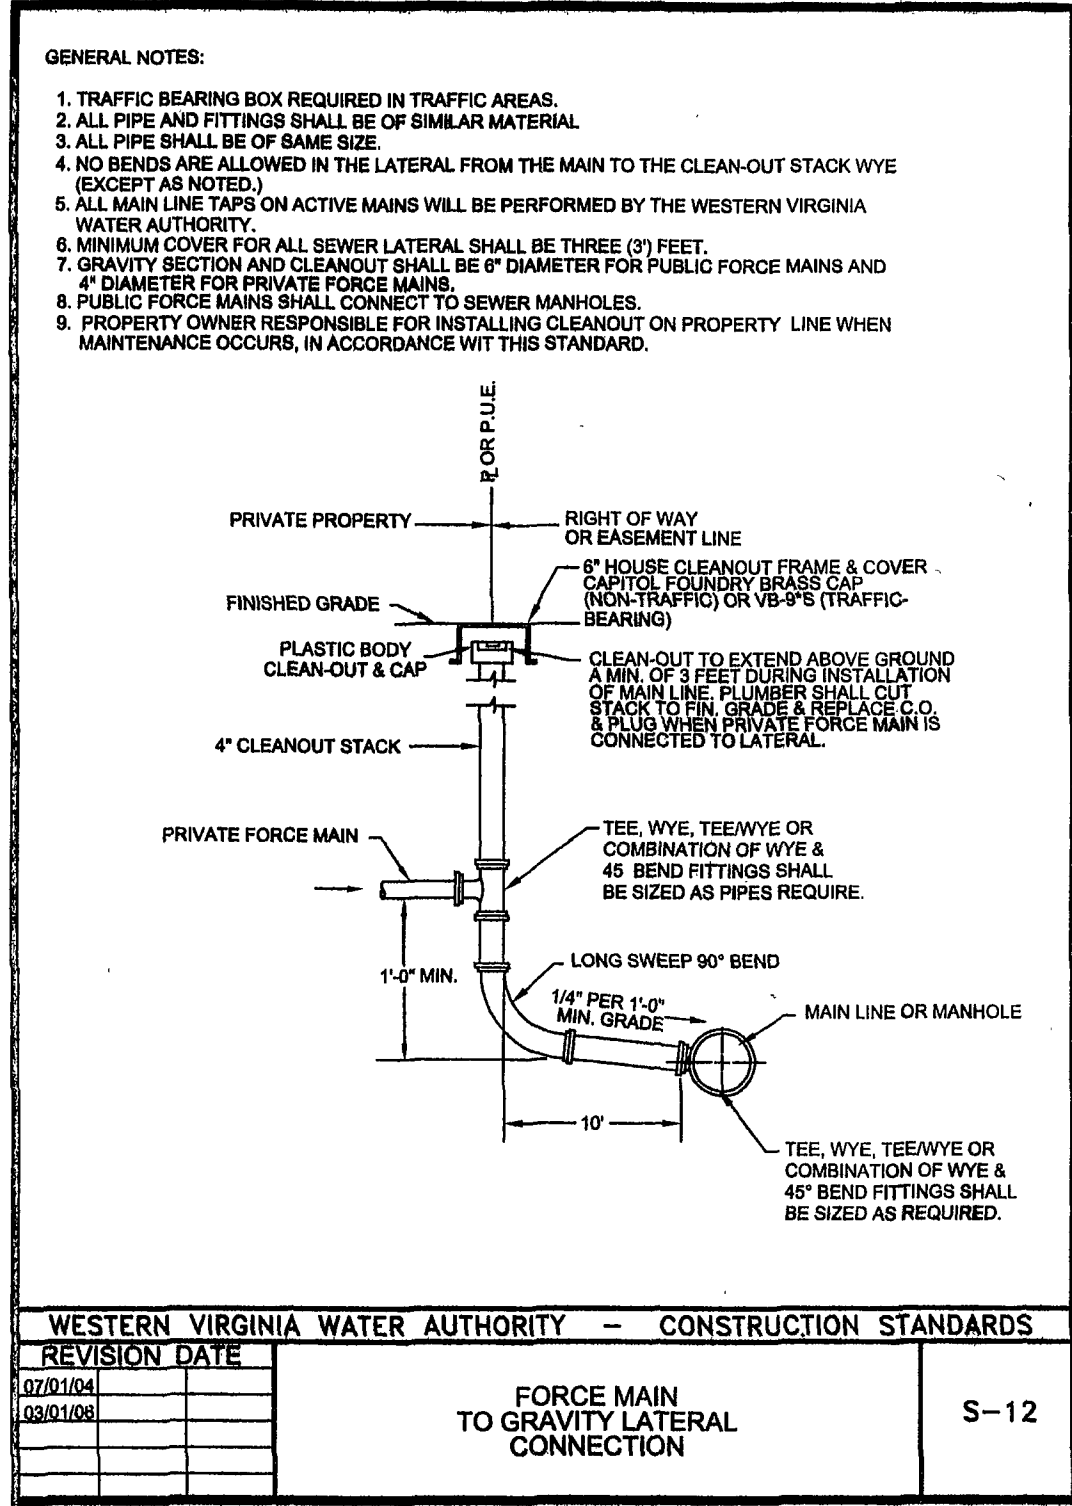 GENERAL NOTES:
1. TRAFFIC BEARING BOX REQUIRED IN TRAFFIC AREAS.
2. ALL PIPE AND FITTINGS SHALL BE OF SIMILAR MATERIAL
3. ALL PIPE SHALL BE OF SAME SIZE.
4. NO BENDS ARE ALLOWED IN THE LATERAL FROM THE MAIN TO THE CLEAN-OUT STACK WYE
(EXCEPT AS NOTED.)
5. ALL MAIN LINE TAPS ON ACTIVE MAINS WILL BE PERFORMED BY THE WESTERN VIRGINIA
WATER AUTHORITY.
6. MINIMUM COVER FOR ALL SEWER LATERAL SHALL BE THREE (3') FEET.
7. GRAVITY SECTION AND CLEANOUT SHALL BE 6" DIAMETER FOR PUBLIC FORCE MAINS AND
4" DIAMETER FOR PRIVATE FORCE MAINS.
8. PUBLIC FORCE MAINS SHALL CONNECT TO SEWER MANHOLES.
9. PROPERTY OWNER RESPONSIBLE FOR INSTALLING CLEANOUT ON PROPERTY LINE WHEN
MAINTENANCE OCCURS, IN ACCORDANCE WIT THIS STANDARD.
PL OR P.U.E.
PRIVATE PROPERTY
RIGHT OF WAY
OR EASEMENT LINE
6" HOUSE CLEANOUT FRAME & COVER
CAPITOL FOUNDRY BRASS CAP
(NON-TRAFFIC) OR VB-9"S (TRAFFIC-
BEARING)
FINISHED GRADE
PLASTIC BODY
CLEAN-OUT & CAP
CLEAN-OUT TO EXTEND ABOVE GROUND
A MIN. OF 3 FEET DURING INSTALLATION
OF MAIN LINE. PLUMBER SHALL CUT
STACK TO FIN. GRADE & REPLACE C.O.
& PLUG WHEN PRIVATE FORCE MAIN IS
CONNECTED TO LATERAL.
4" CLEANOUT STACK
PRIVATE FORCE MAIN
TEE, WYE, TEE/WYE OR
COMBINATION OF WYE &
45 BEND FITTINGS SHALL
BE SIZED AS PIPES REQUIRE.
1'-0" MIN.
LONG SWEEP 90° BEND
1/4" PER 1'-0"
MIN. GRADE
MAIN LINE OR MANHOLE
10'
TEE, WYE, TEE/WYE OR
COMBINATION OF WYE &
45° BEND FITTINGS SHALL
BE SIZED AS REQUIRED.
WESTERN VIRGINIA WATER AUTHORITY – CONSTRUCTION STANDARDS
REVISION DATE
07/01/04
03/01/06
FORCE MAIN
TO GRAVITY LATERAL
CONNECTION
S-12